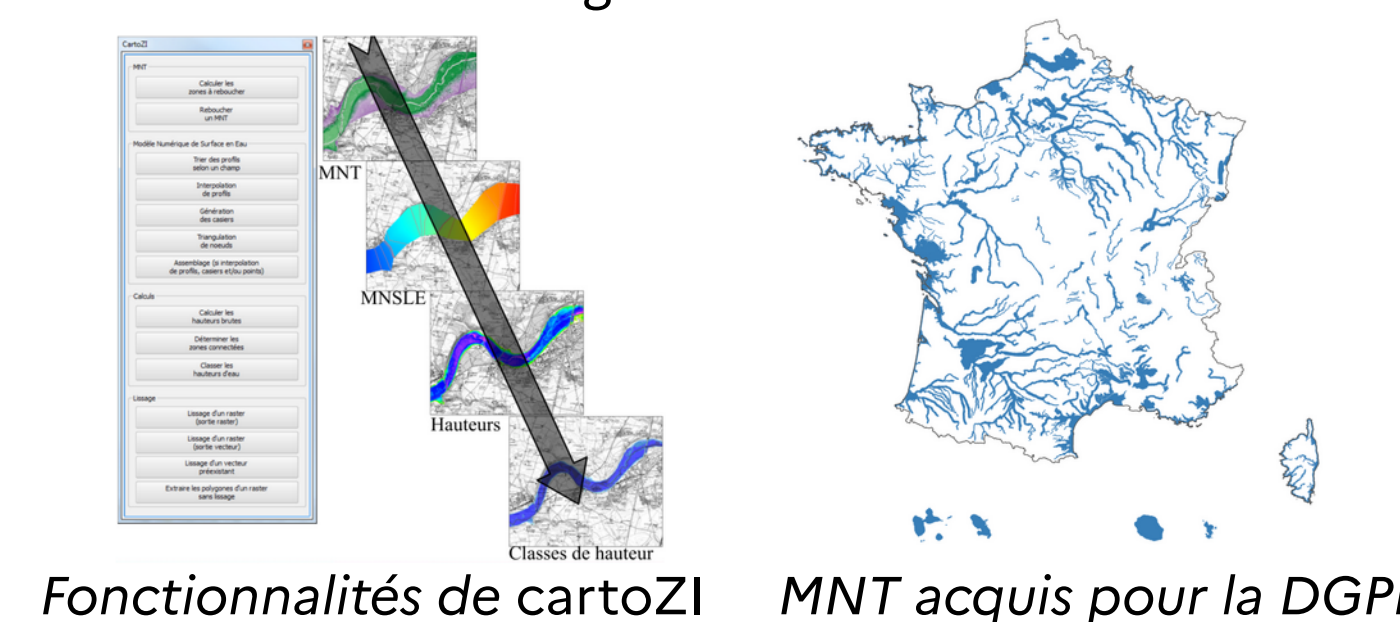 CartoZI
MNT
Calculer les
zones à reboucher
Reboucher
un MNT
Modèle Numérique de Surface en Eau
Trier des profils
selon un champ
Interpolation
de profils
Génération
des casiers
Triangulation
de noeuds
Assemblage (si interpolation
de profils, casiers et/ou points)
Calculs
Calculer les
hauteurs brutes
Déterminer les
zones connectées
Classer les
hauteurs d'eau
Lissage
Lissage d'un raster
(sortie raster)
Lissage d'un raster
(sortie vecteur)
Lissage d'un vecteur
préexistant
Extraire les polygones d'un raster
sans lissage
MNT
MNSLE
Hauteurs
Classes de hauteur
Fonctionnalités de cartoZI
MNT acquis pour la DGP